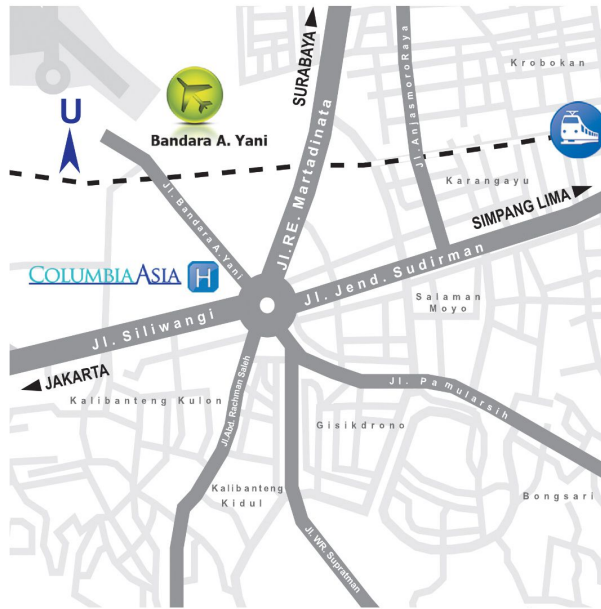 SURABAYA
Jl.AnjasmoroRaya
Krobokan
U
Bandara A. Yani
Jl.RE. Martadinata
Jl. Bandara A.Yani
Karangayu
SIMPANG LIMA
COLUMBIA ASIA
H
Jl. Jend. Sudirman
Salaman
Moyo
Jl. Siliwangi
JAKARTA
Kalibanteng Kulon
Jl.Abd. Rachman Saleh
Jl. Pamularsih
Gisikdrono
Kalibanteng
Kidul
Bongsari
Jl. WR. Supratman